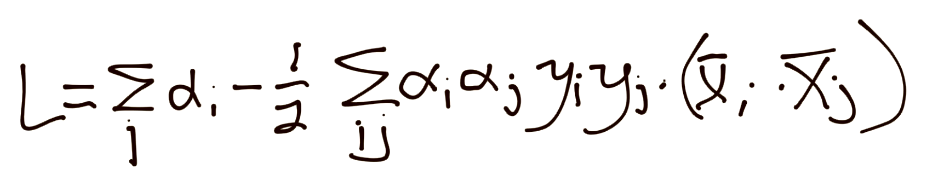 L = ∑_i α_i - 1/2 ∑_ij α_i α_j y_i y_j · (x̄_i · x̄_j)